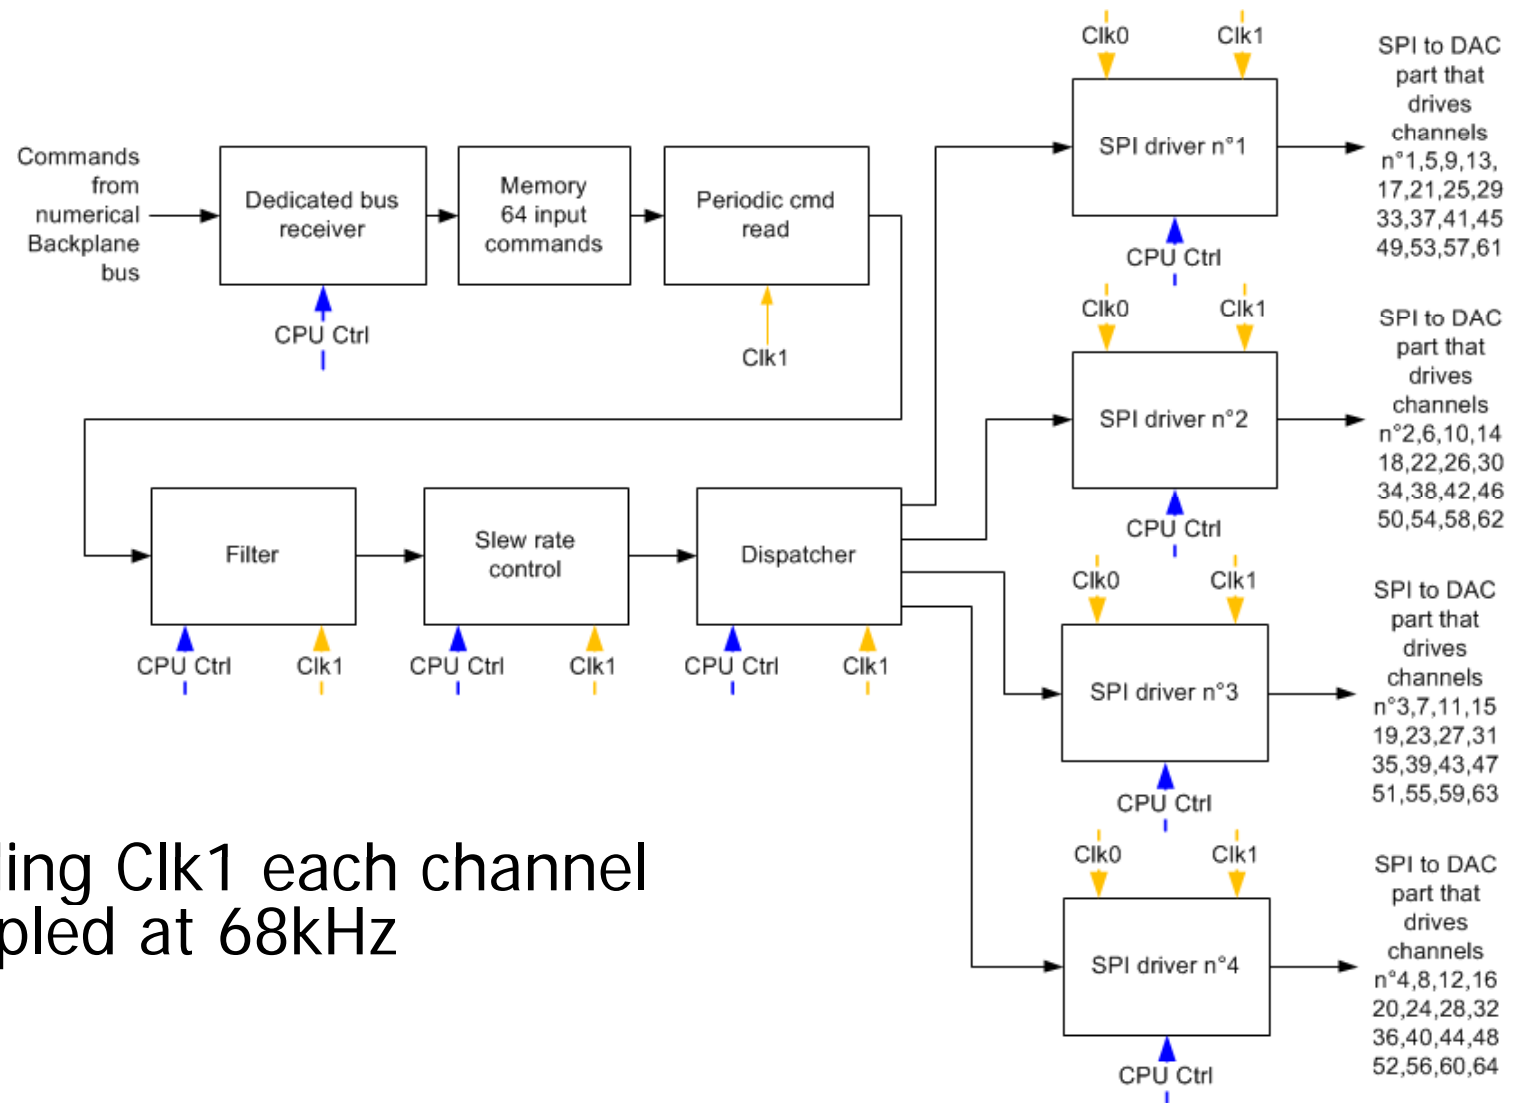 Commands
from
numerical
Backplane
bus
Dedicated bus
receiver
CPU Ctrl
Memory
64 input
commands
Periodic cmd
read
Clk1
Filter
CPU Ctrl
Clk1
Slew rate
control
CPU Ctrl
Clk1
Dispatcher
CPU Ctrl
Clk1
Clk0
Clk1
SPI driver n°1
CPU Ctrl
SPI to DAC
part that
drives
channels
n°1,5,9,13,
17,21,25,29
33,37,41,45
49,53,57,61
Clk0
Clk1
SPI driver n°2
CPU Ctrl
SPI to DAC
part that
drives
channels
n°2,6,10,14
18,22,26,30
34,38,42,46
50,54,58,62
Clk0
Clk1
SPI driver n°3
CPU Ctrl
SPI to DAC
part that
drives
channels
n°3,7,11,15
19,23,27,31
35,39,43,47
51,55,59,63
Clk0
Clk1
SPI driver n°4
CPU Ctrl
SPI to DAC
part that
drives
channels
n°4,8,12,16
20,24,28,32
36,40,44,48
52,56,60,64
Clk1 each channel
at 68kHz